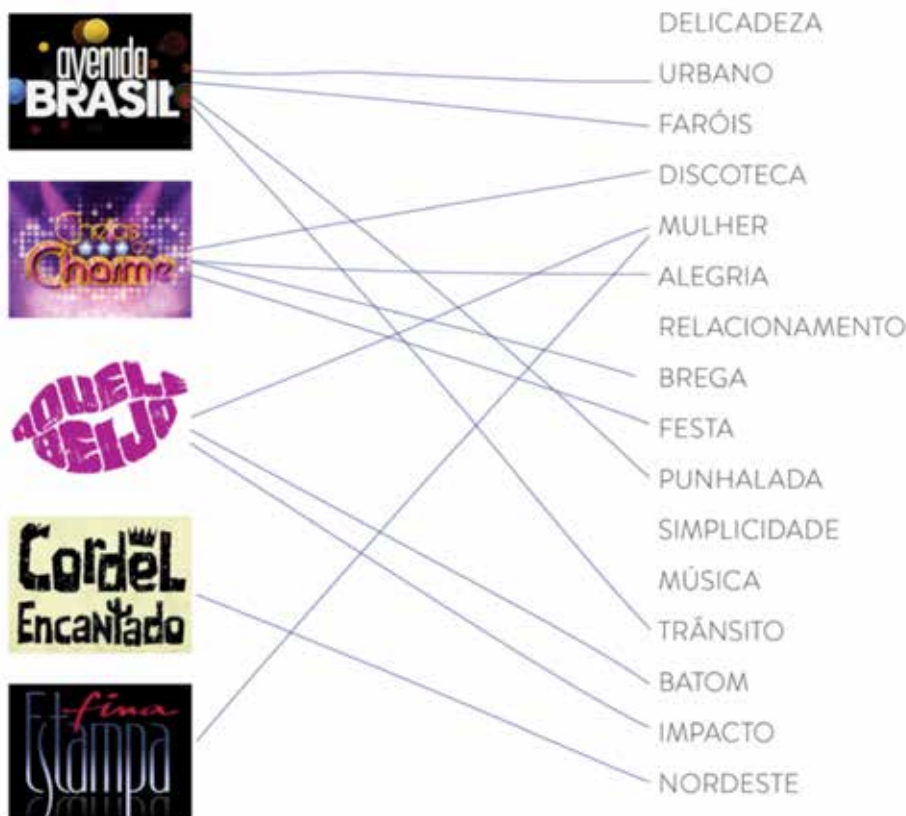 avenida
BRASIL
Cheias
de
Charme
AQUELE
BEIJO
Cordel
Encantado
fina
Estampa
DELICADEZA
URBANO
FARÓIS
DISCOTECA
MULHER
ALEGRIA
RELACIONAMENTO
BREGA
FESTA
PUNHALADA
SIMPLICIDADE
MÚSICA
TRÂNSITO
BATOM
IMPACTO
NORDESTE